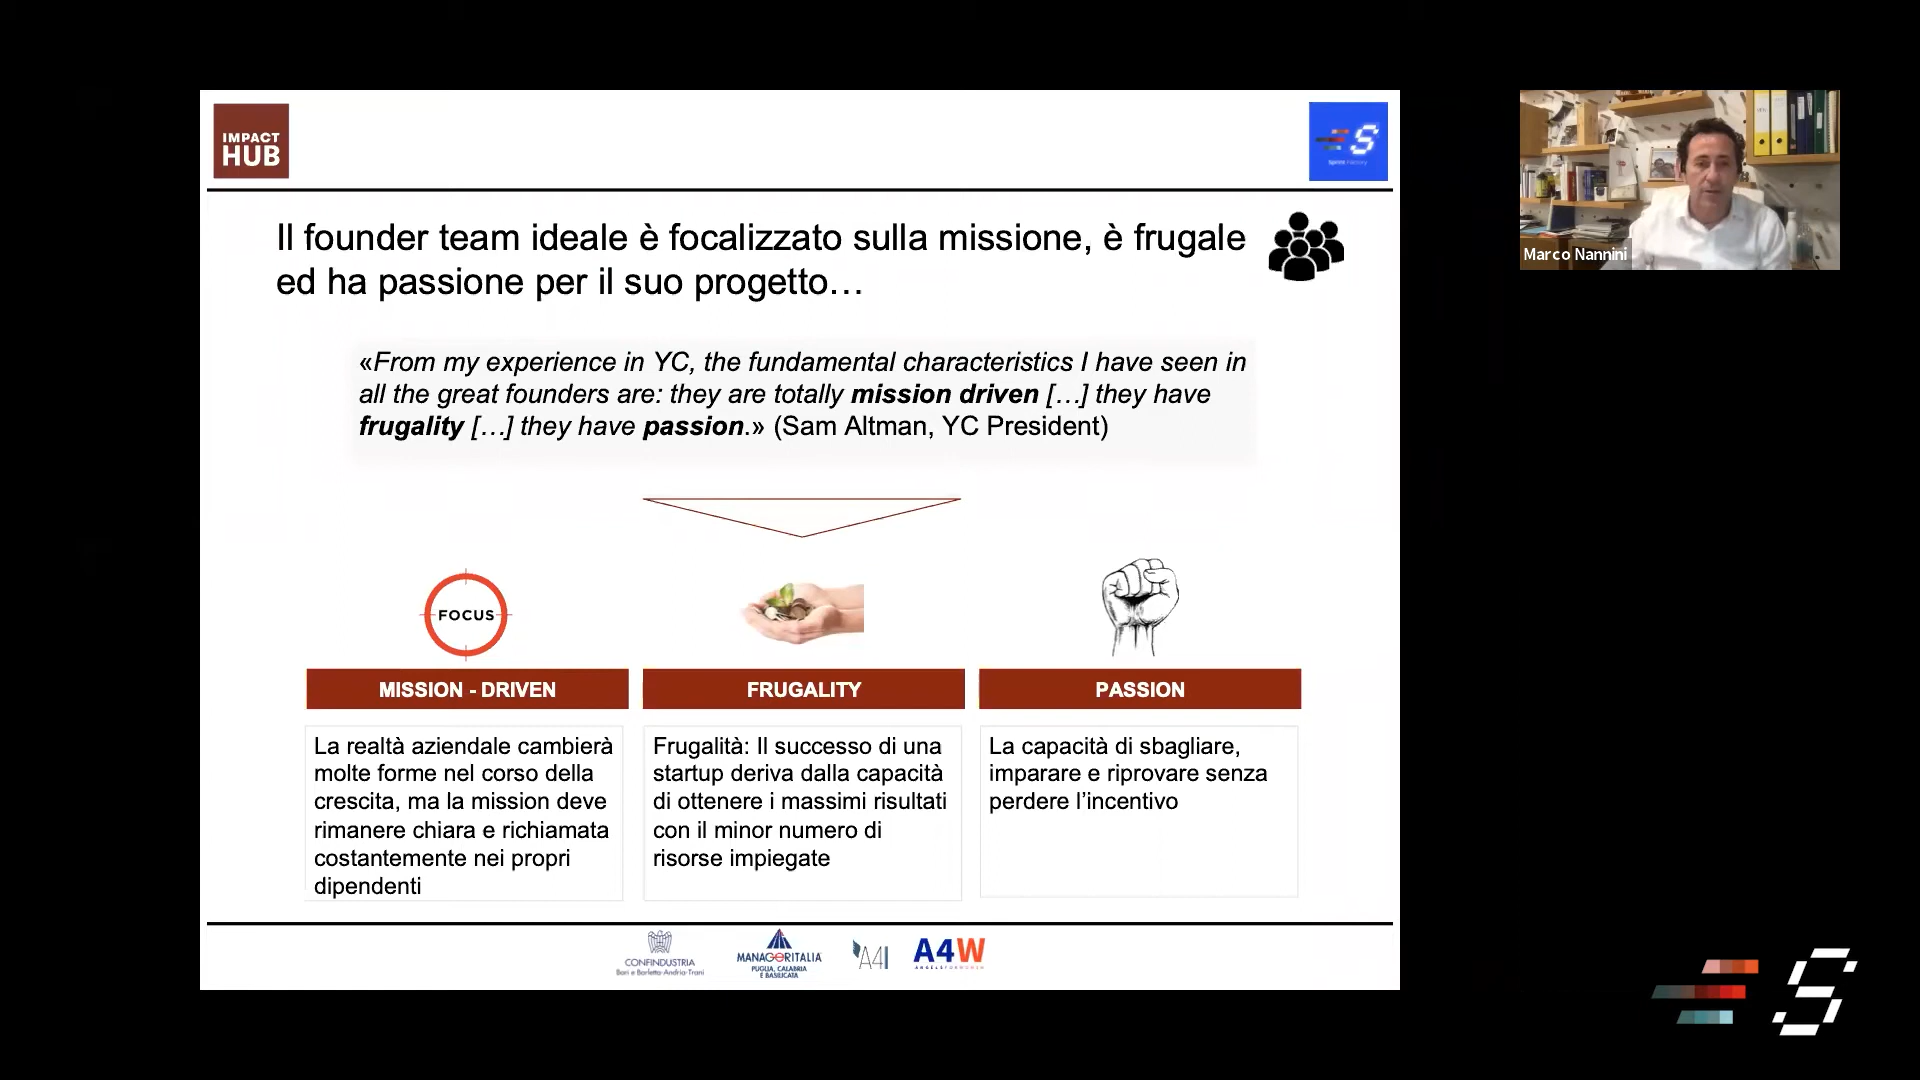 IMPACT
HUB
S
Sprint Factory
Il founder team ideale è focalizzato sulla missione, è frugale
ed ha passione per il suo progetto…
«From my experience in YC, the fundamental characteristics I have seen in
all the great founders are: they are totally mission driven […] they have
frugality […] they have passion.» (Sam Altman, YC President)
FOCUS
MISSION - DRIVEN
La realtà aziendale cambierà
molte forme nel corso della
crescita, ma la mission deve
rimanere chiara e richiamata
costantemente nei propri
dipendenti
FRUGALITY
Frugalità: Il successo di una
startup deriva dalla capacità
di ottenere i massimi risultati
con il minor numero di
risorse impiegate
PASSION
La capacità di sbagliare,
imparare e riprovare senza
perdere l’incentivo
CONFINDUSTRIA
Bari e Barletta-Andria-Trani
MANAGERITALIA
PUGLIA, CALABRIA
E BASILICATA
A4I
A4W
ANGELS FOR WOMEN
Marco Nannini
S